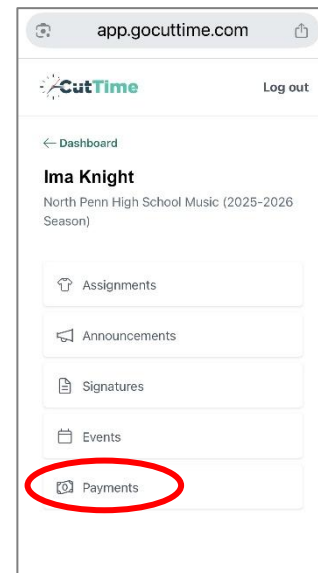 app.gocuttime.com
CutTime
Log out
← Dashboard
Ima Knight
North Penn High School Music (2025-2026
Season)
Assignments
Announcements
Signatures
Events
Payments